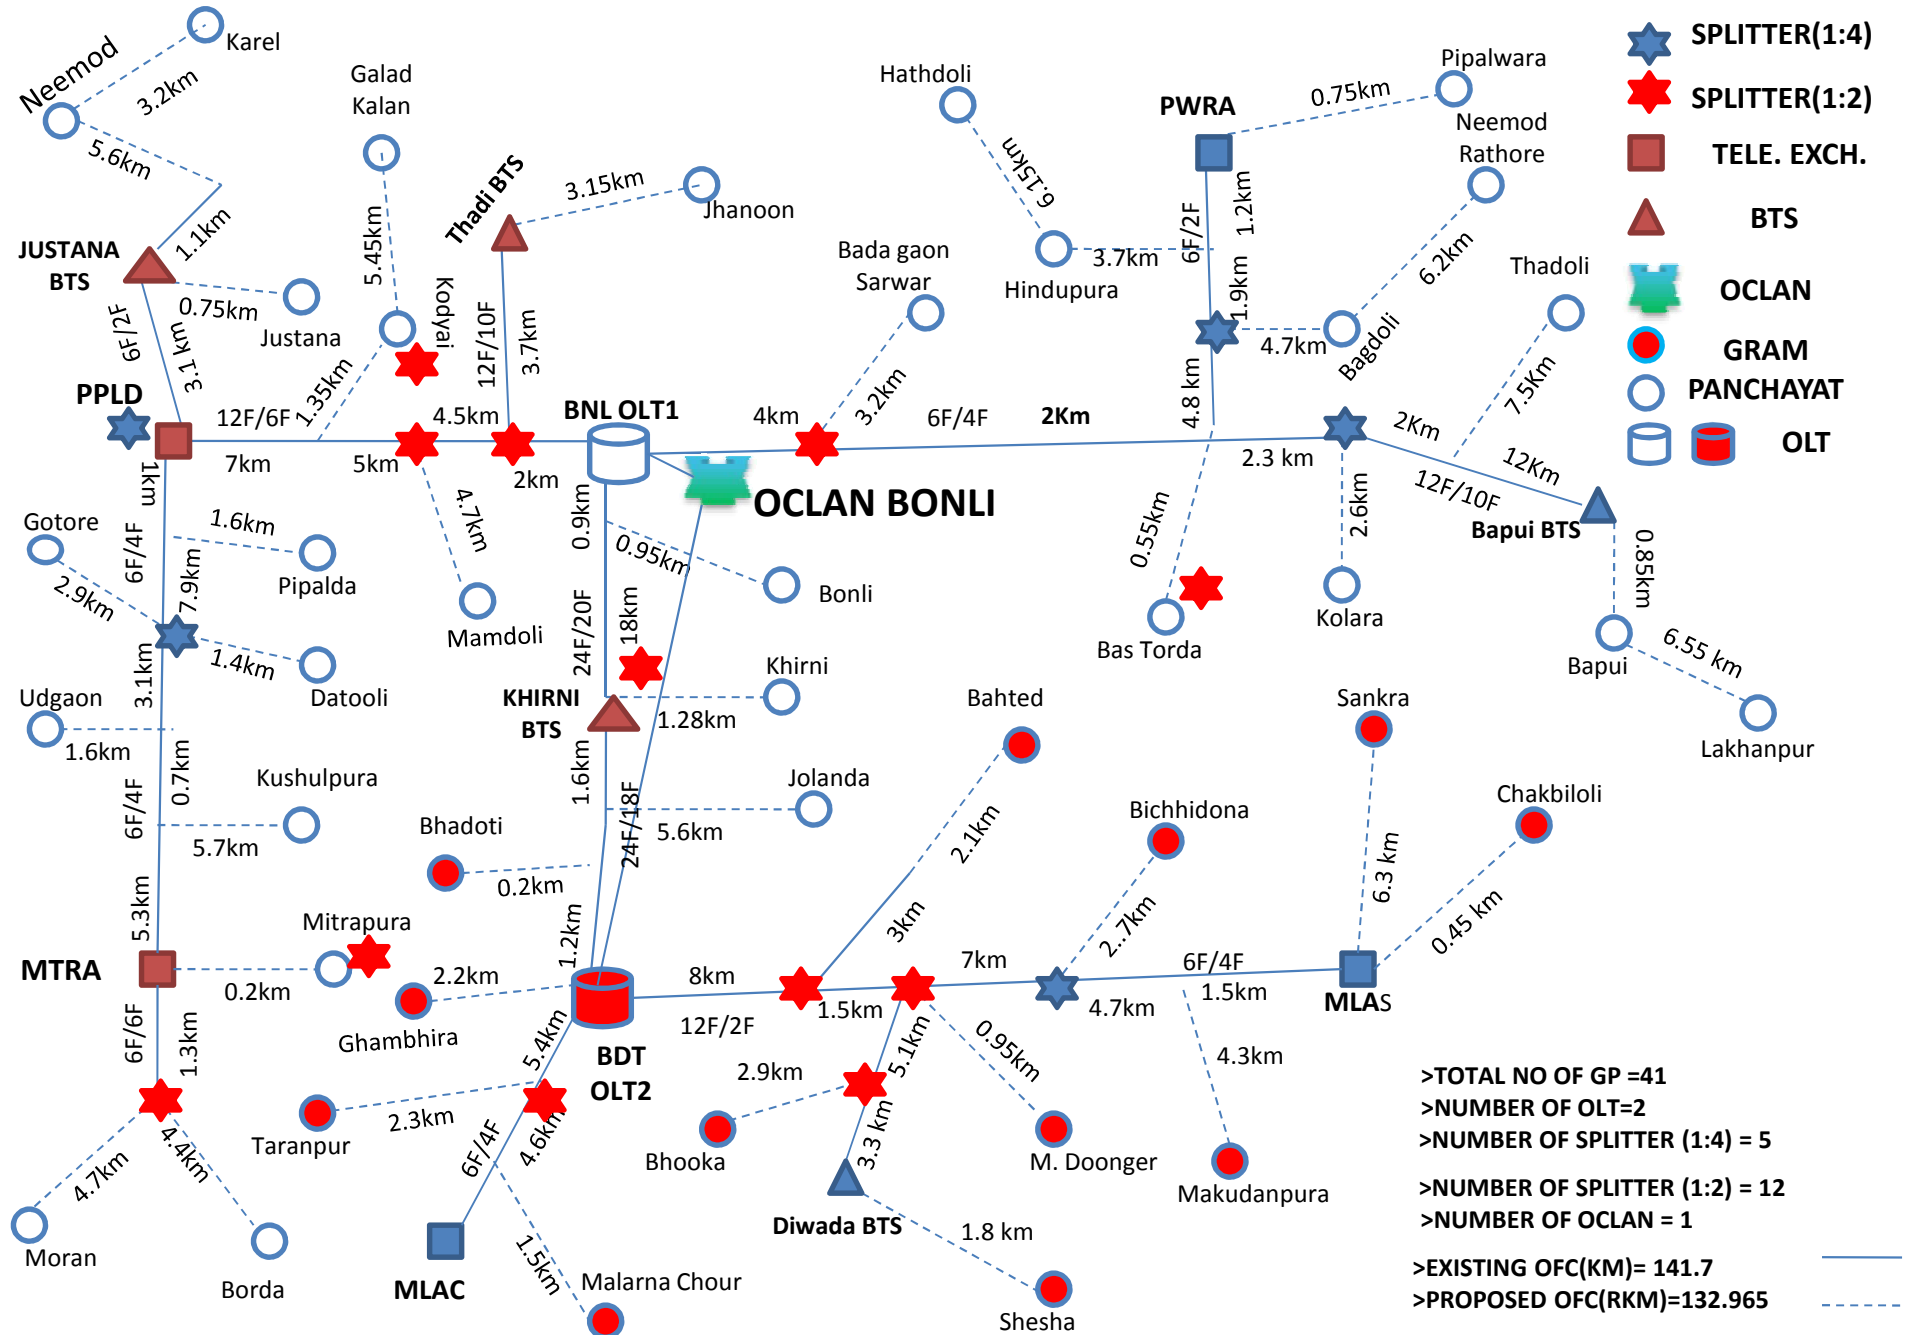 Neemod
Karel
3.2km
5.6km
1.1km
JUSTANA
BTS
0.75km
Justana
6F/2F
3.1 km
Galad
Kalan
5.45km
Kodyai
1.35km
Thadi BTS
3.15km
Jhanoon
12F/10F
3.7km
Hathdoli
6.15km
Hindupura
3.7km
Bada gaon
Sarwar
3.2km
PWRA
0.75km
Pipalwara
Neemod
Rathore
6F/2F
1.2km
1.9km
6.2km
4.7km
Bagdoli
4.8 km
Thadoli
7.5Km
SPLITTER(1:4)
SPLITTER(1:2)
TELE. EXCH.
BTS
OCLAN
GRAM
PANCHAYAT
OLT
PPLD
12F/6F
7km
4.5km
5km
2km
BNL OLT1
4km
6F/4F
2Km
2.3 km
2Km
12Km
12F/10F
OCLAN BONLI
Bapui BTS
0.85km
Bapui
6.55 km
Lakhanpur
2.6km
Kolara
0.55km
Bas Torda
1km
Gotore
2.9km
6F/4F
7.9km
1.6km
Pipalda
1.4km
Datooli
3.1km
Udgaon
1.6km
0.7km
6F/4F
Kushulpura
5.7km
5.3km
4.7km
Mamdoli
0.9km
0.95km
Bonli
24F/20F
18km
KHIRNI
BTS
Khirni
1.28km
1.6km
Jolanda
5.6km
24F/18F
Bhadoti
0.2km
1.2km
MTRA
Mitrapura
0.2km
2.2km
Ghambhira
6F/6F
1.3km
4.7km
4.4km
Moran
Borda
BDT
OLT2
5.4km
2.3km
Taranpur
6F/4F
4.6km
MLAC
1.5km
Malarna Chour
8km
12F/2F
1.5km
3km
2.1km
Bahted
7km
2..7km
Bichhidona
4.7km
6F/4F
1.5km
MLAS
6.3 km
Sankra
0.45 km
Chakbiloli
4.3km
Makudanpura
5.1km
0.95km
M. Doonger
2.9km
Bhooka
3.3 km
Diwada BTS
1.8 km
Shesha
>TOTAL NO OF GP =41
>NUMBER OF OLT=2
>NUMBER OF SPLITTER (1:4) = 5
>NUMBER OF SPLITTER (1:2) = 12
>NUMBER OF OCLAN = 1
>EXISTING OFC(KM)= 141.7
>PROPOSED OFC(RKM)=132.965